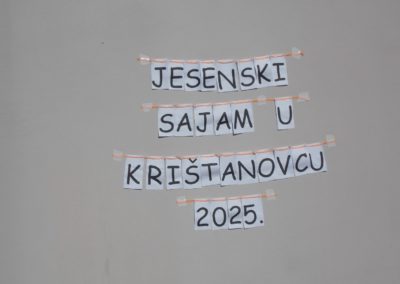 JESENSKI
SAJAM U
KRIŠTANOVCU
2025.